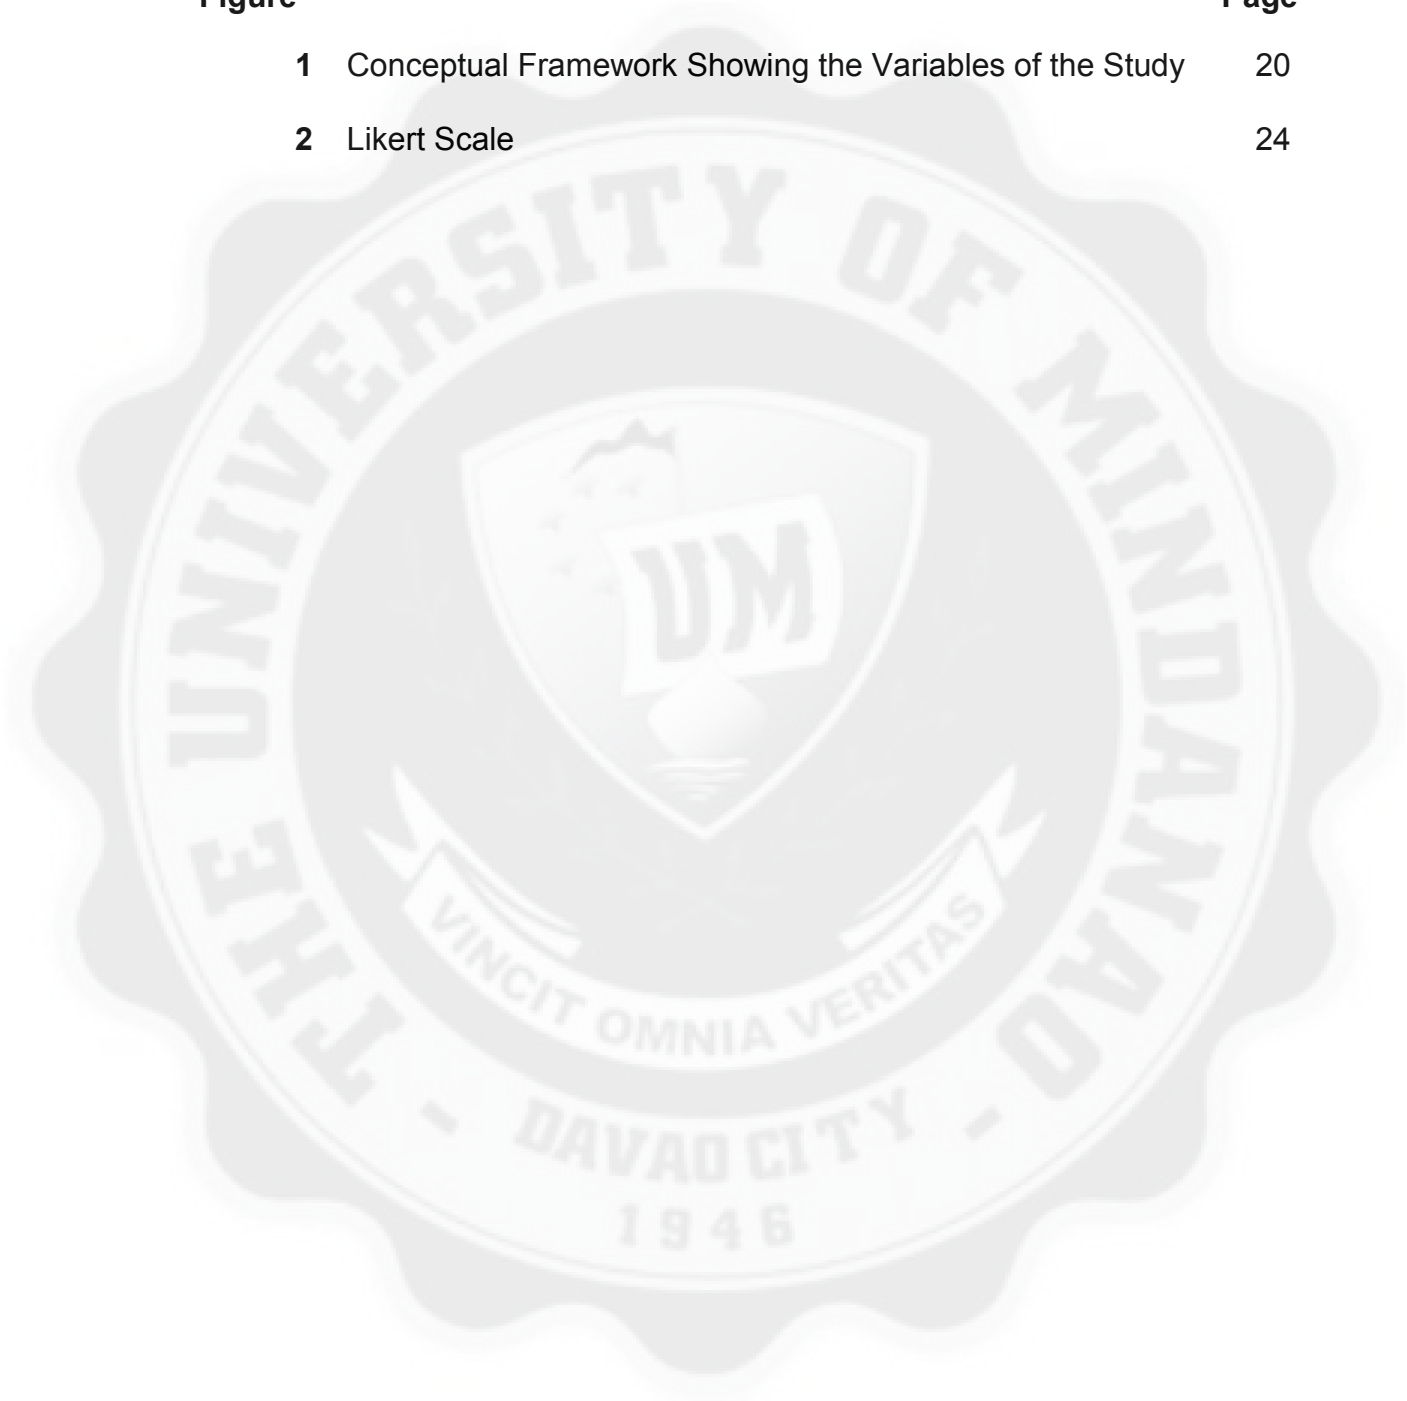 Figure Page
1 Conceptual Framework Showing the Variables of the Study 20
2 Likert Scale 24
THE UNIVERSITY OF MINDANAO
UM
VINCIT OMNIA VERITAS
- DAVAO CITY -
1946